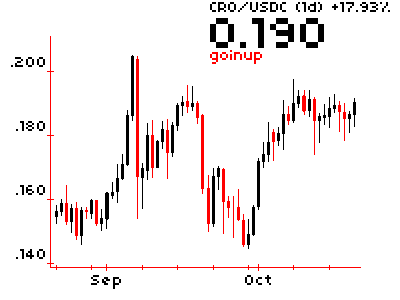 CRO/USDC (1d) +17.93%
0.190
goinup
.200
.180
.160
.140
Sep
Oct